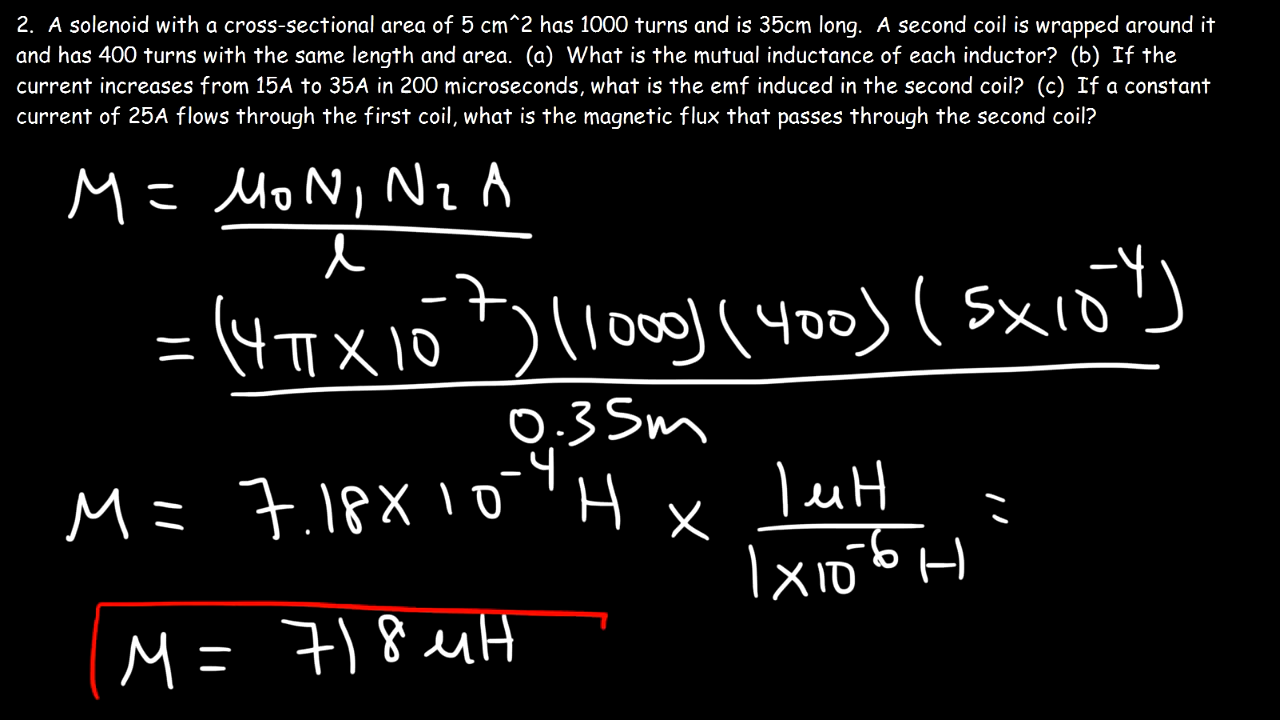 2. A solenoid with a cross-sectional area of 5 cm^2 has 1000 turns and is 35cm long. A second coil is wrapped around it
and has 400 turns with the same length and area. (a) What is the mutual inductance of each inductor? (b) If the
current increases from 15A to 35A in 200 microseconds, what is the emf induced in the second coil? (c) If a constant
current of 25A flows through the first coil, what is the magnetic flux that passes through the second coil?
M = μ₀N₁N₂A
l
= (4π×10⁻⁷)(1000)(400)(5×10⁻⁴)
0.35m
M = 7.18×10⁻⁴ H × 1μH =
1×10⁻⁶ H
M = 718 μH